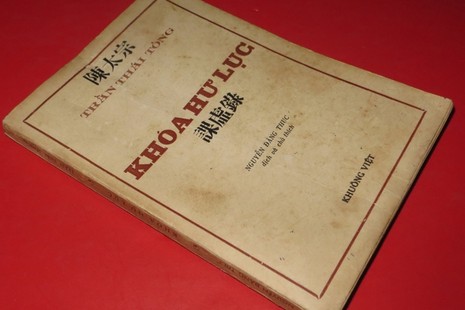 陳太宗
TRẦN THÁI TÔNG
KHÓA HƯ LỤC
課虛錄
NGUYỄN ĐĂNG THỤC
dịch và chú thích
KHUÔNG VIỆT